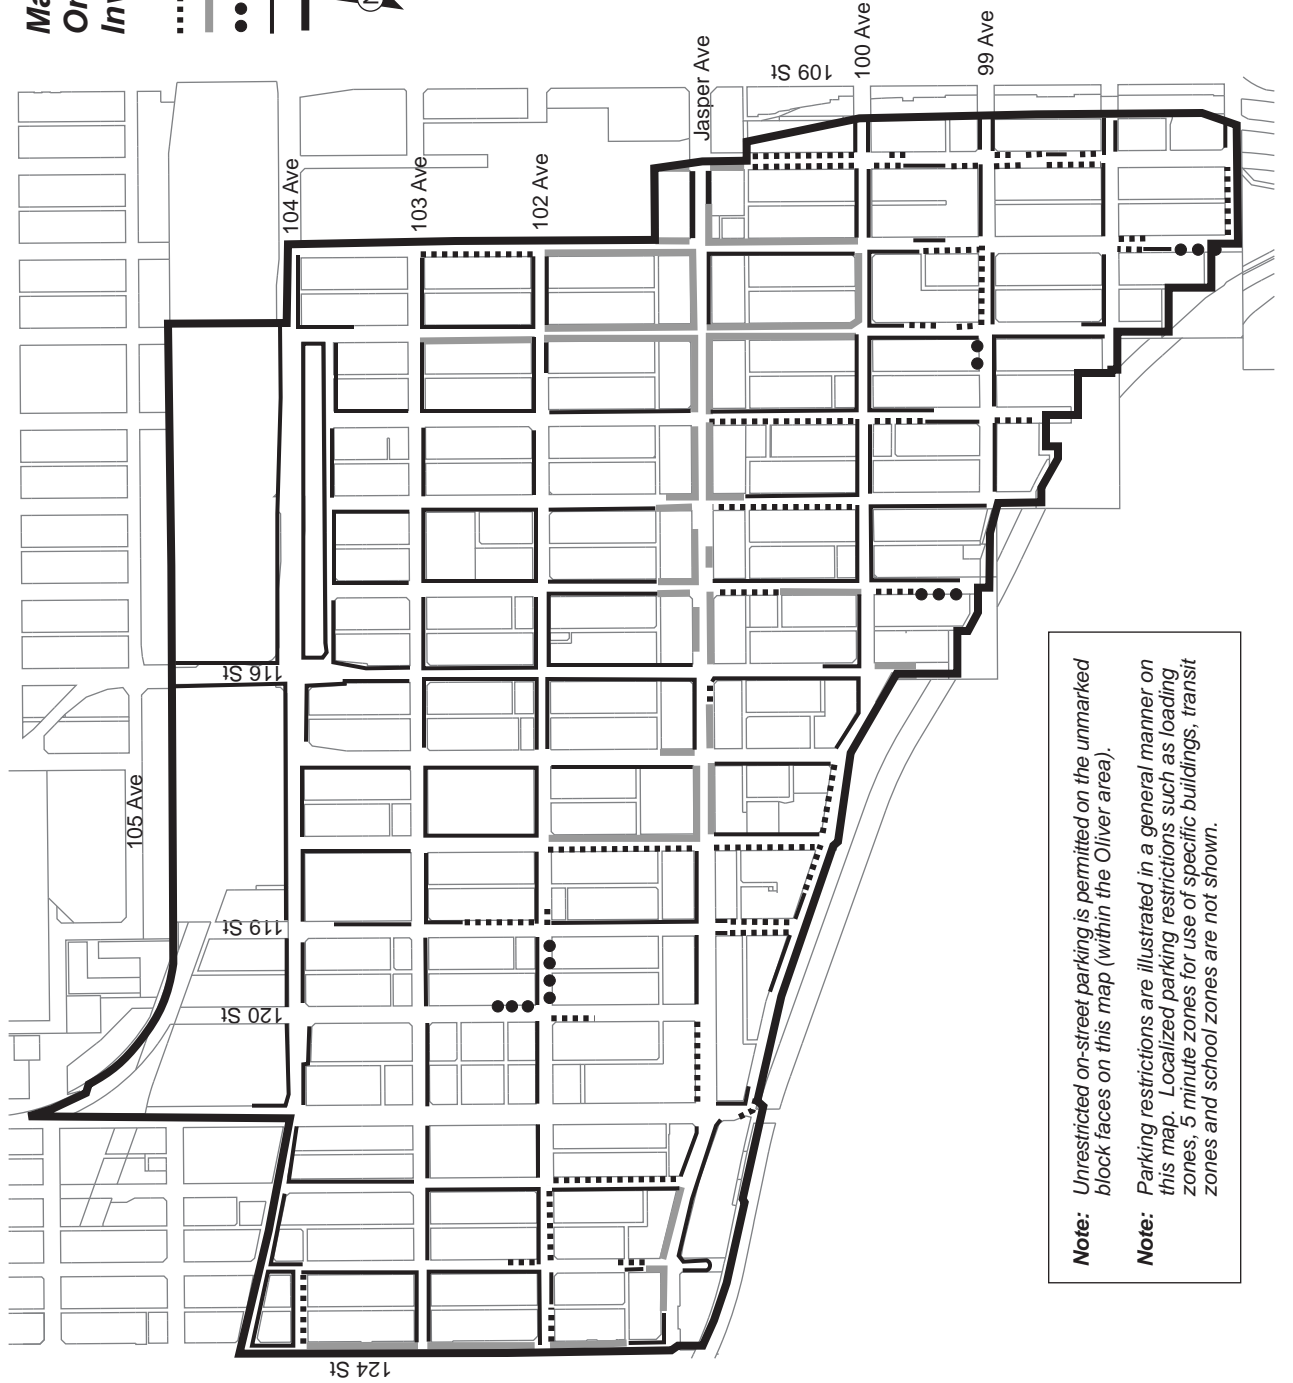 Ma
On
Inv
N
104 Ave
103 Ave
102 Ave
Jasper Ave
109 St
100 Ave
99 Ave
105 Ave
116 St
119 St
120 St
124 St
Note: Unrestricted on-street parking is permitted on the unmarked
block faces on this map (within the Oliver area).
Note: Parking restrictions are illustrated in a general manner on
this map. Localized parking restrictions such as loading
zones, 5 minute zones for use of specific buildings, transit
zones and school zones are not shown.